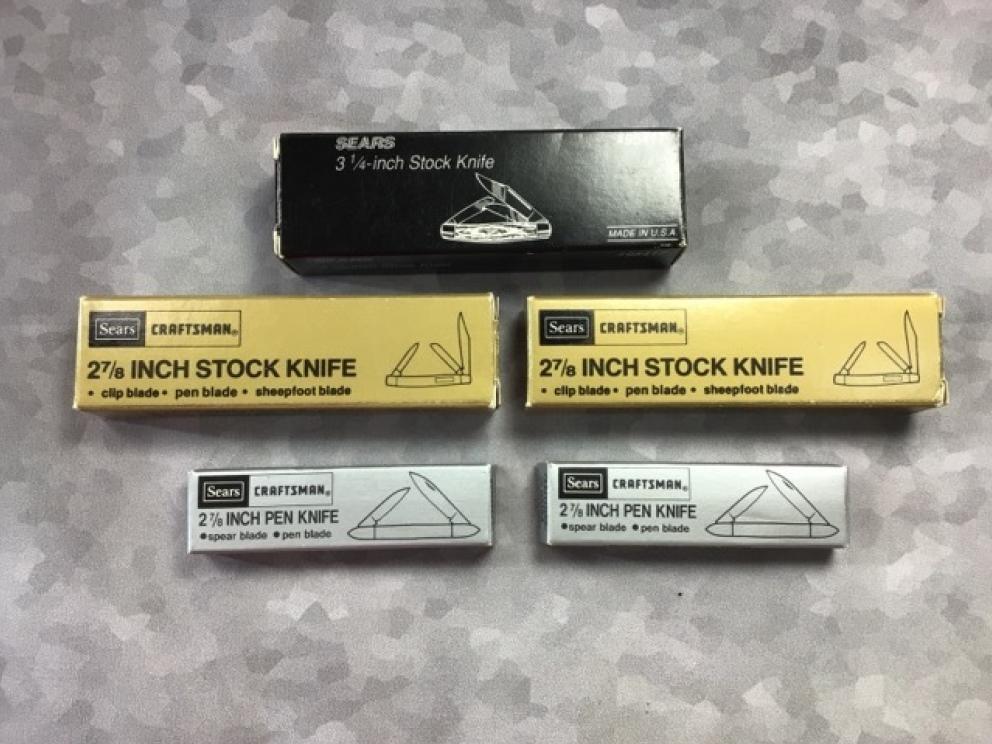 SEARS
3 1/4-inch Stock Knife
MADE IN U.S.A.
Sears CRAFTSMAN®
2 7/8 INCH STOCK KNIFE
• clip blade • pen blade • sheepfoot blade
Sears CRAFTSMAN®
2 7/8 INCH STOCK KNIFE
• clip blade • pen blade • sheepfoot blade
Sears CRAFTSMAN®
2 7/8 INCH PEN KNIFE
• spear blade • pen blade
Sears CRAFTSMAN®
2 7/8 INCH PEN KNIFE
• spear blade • pen blade